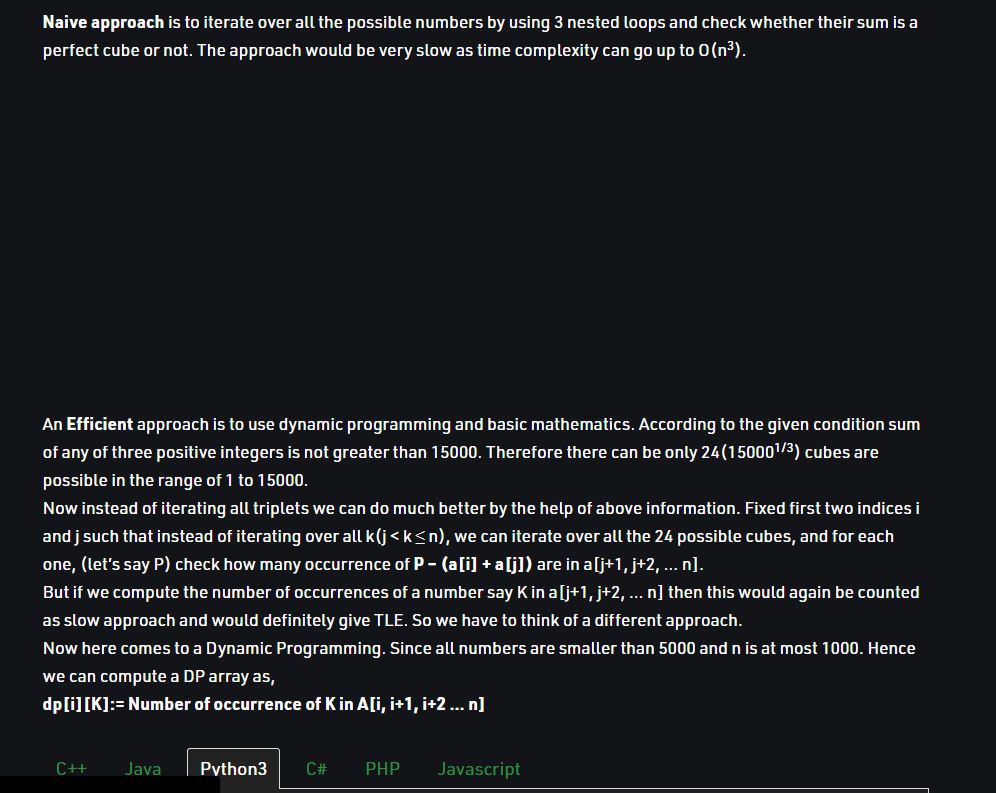 Naive approach is to iterate over all the possible numbers by using 3 nested loops and check whether their sum is a
perfect cube or not. The approach would be very slow as time complexity can go up to O(n³).
An Efficient approach is to use dynamic programming and basic mathematics. According to the given condition sum
of any of three positive integers is not greater than 15000. Therefore there can be only 24(15000¹/³) cubes are
possible in the range of 1 to 15000.
Now instead of iterating all triplets we can do much better by the help of above information. Fixed first two indices i
and j such that instead of iterating over all k(j < k ≤ n), we can iterate over all the 24 possible cubes, and for each
one, (let's say P) check how many occurrence of P – (a[i] + a[j]) are in a[j+1, j+2, … n].
But if we compute the number of occurrences of a number say K in a[j+1, j+2, … n] then this would again be counted
as slow approach and would definitely give TLE. So we have to think of a different approach.
Now here comes to a Dynamic Programming. Since all numbers are smaller than 5000 and n is at most 1000. Hence
we can compute a DP array as,
dp[i][K]:= Number of occurrence of K in A[i, i+1, i+2 … n]
C++ Java Python3 C# PHP Javascript